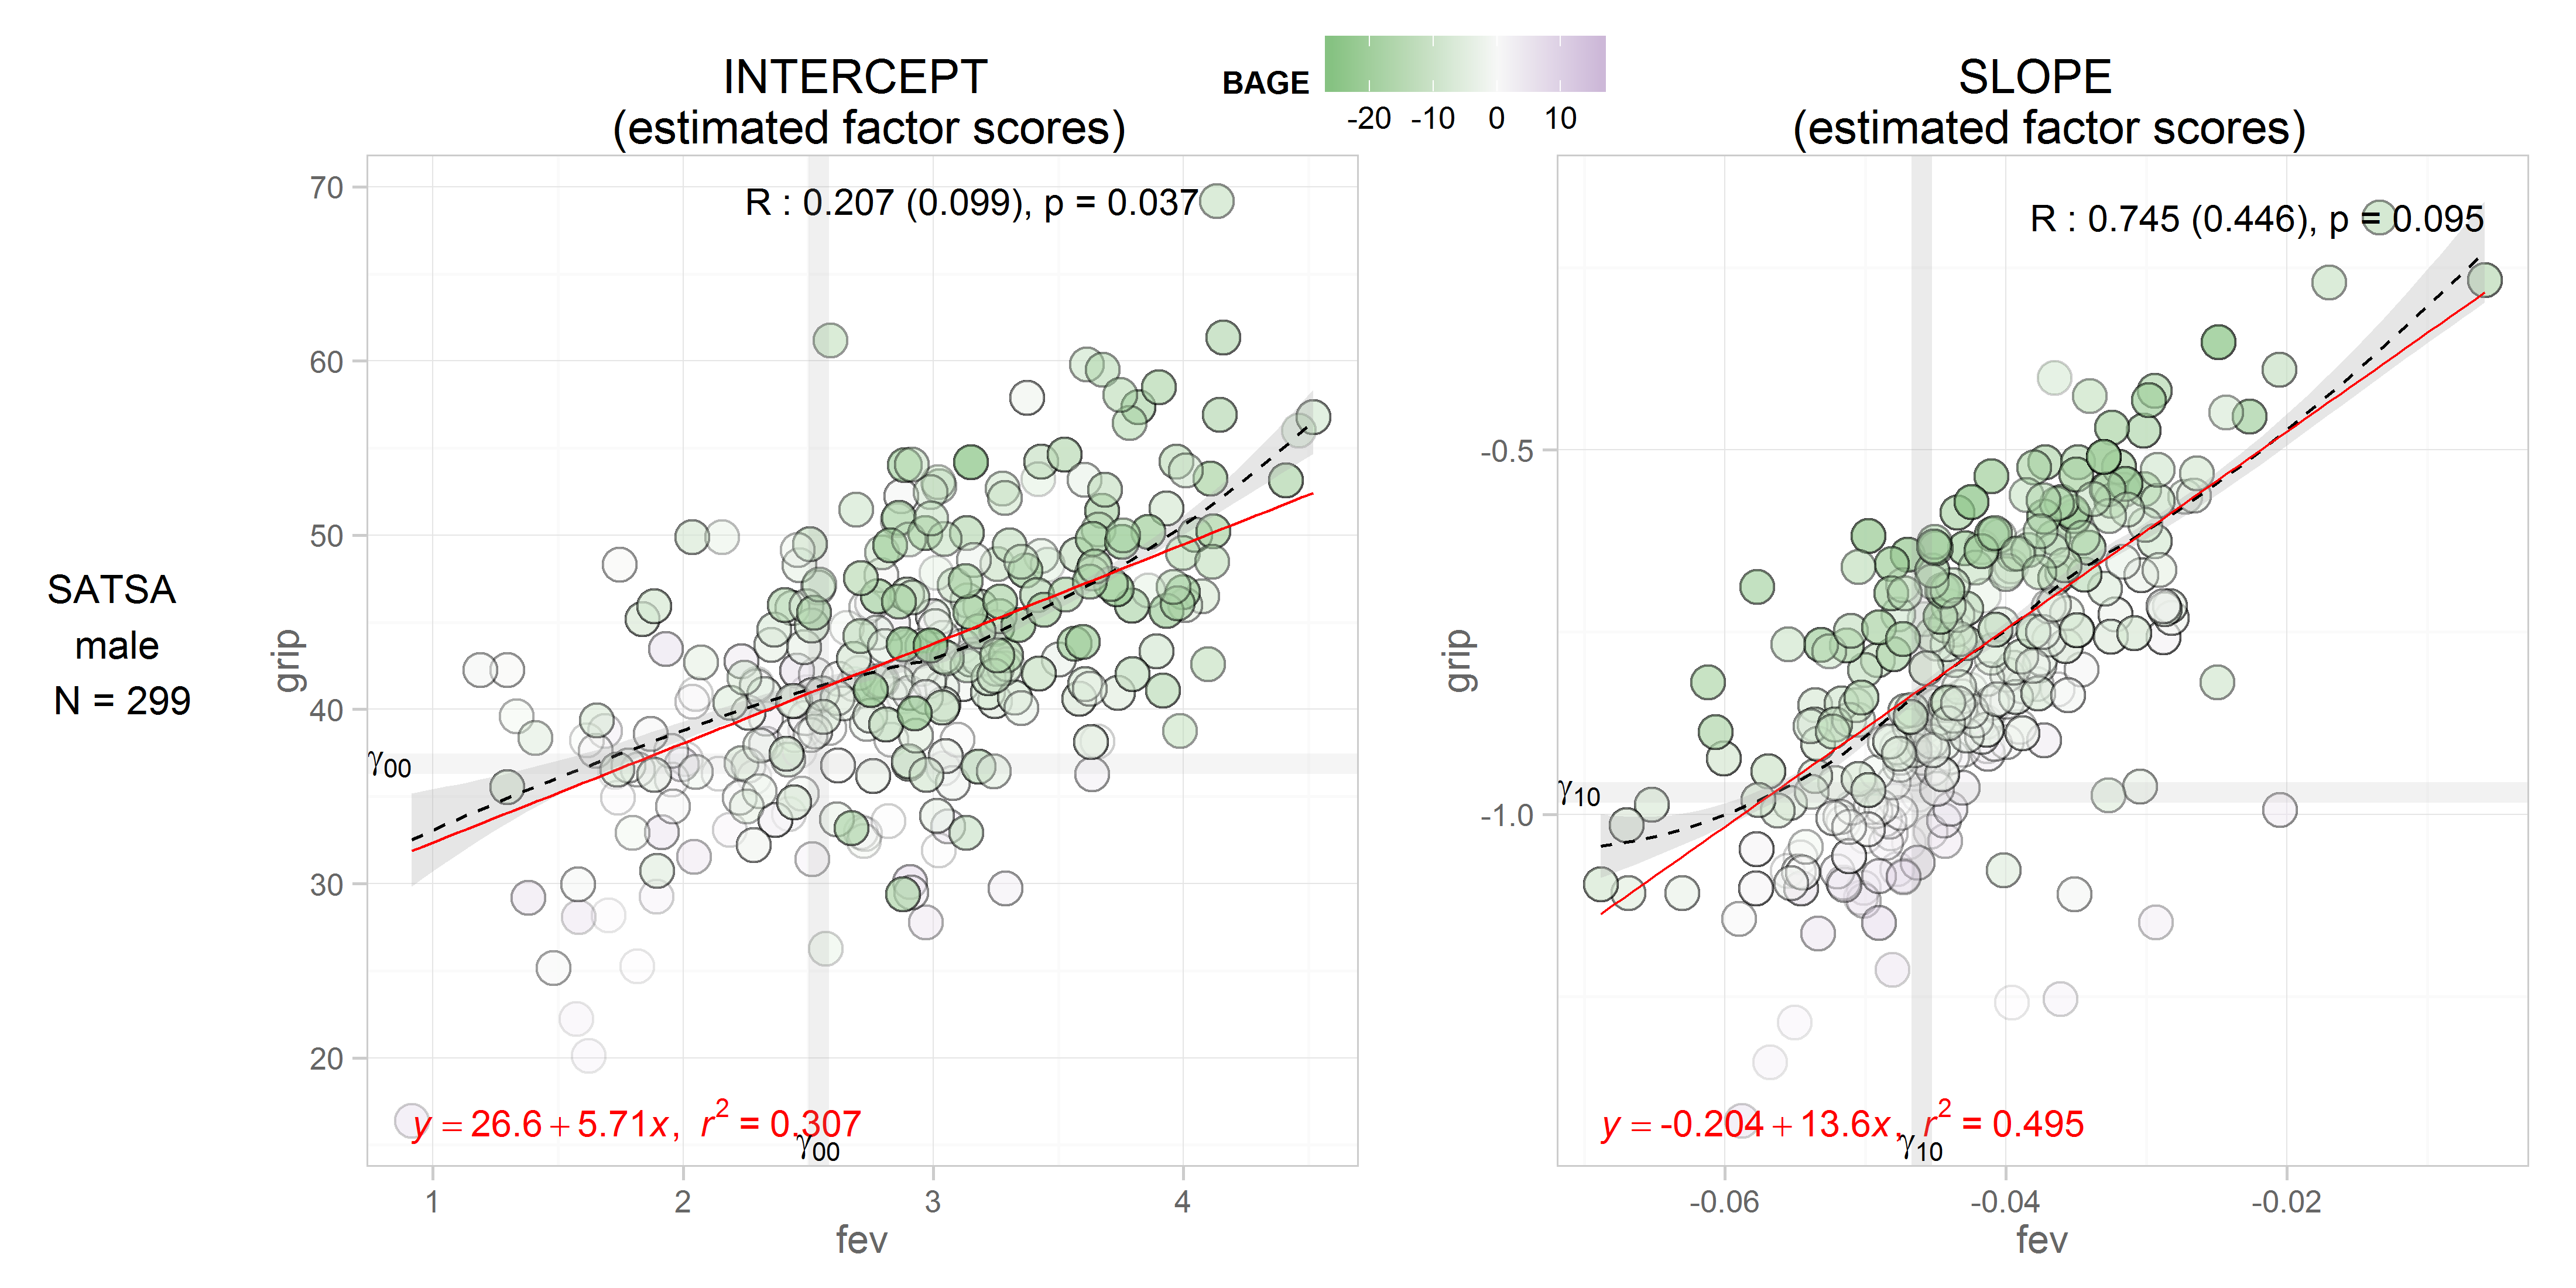 INTERCEPT
(estimated factor scores)
BAGE
-20 -10 0 10
SLOPE
(estimated factor scores)
SATSA
male
N = 299
grip
70
60
50
40
30
20
R : 0.207 (0.099), p = 0.037
γ00
y = 26.6 + 5.71x, r2 = 0.307
γ00
1 2 3 4
fev
grip
-0.5
-1.0
R : 0.745 (0.446), p = 0.095
γ10
y = -0.204 + 13.6x, r2 = 0.495
γ10
-0.06 -0.04 -0.02
fev